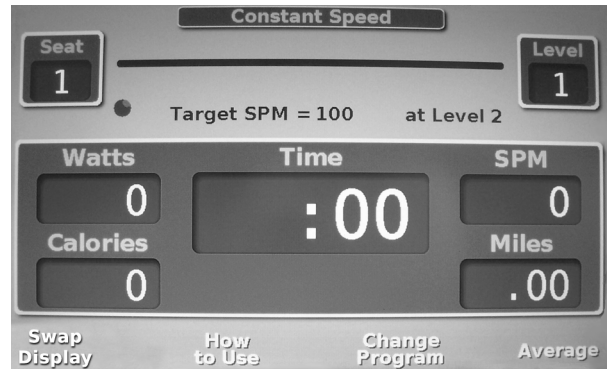 Constant Speed
Seat
1
Level
1
Target SPM = 100 at Level 2
Watts
0
Time
:00
SPM
0
Calories
0
Miles
.00
Swap
Display
How
to Use
Change
Program
Average